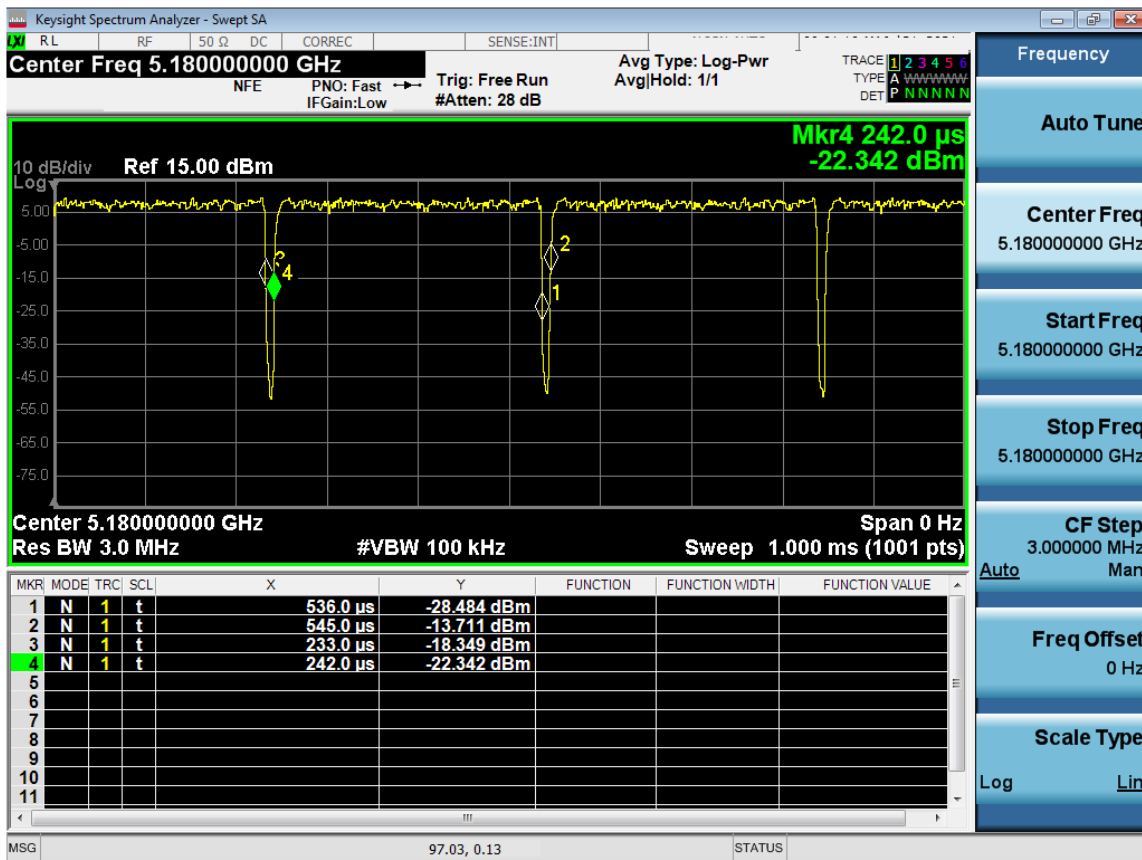 Keysight Spectrum Analyzer - Swept SA
LXI RL RF 50 Ω DC CORREC SENSE:INT
Center Freq 5.180000000 GHz
NFE
PNO: Fast
IFGain:Low
Trig: Free Run
#Atten: 28 dB
Avg Type: Log-Pwr
Avg|Hold: 1/1
TRACE 1 2 3 4 5 6
TYPE A WWWWW
DET P N N N N N
Mkr4 242.0 µs
-22.342 dBm
10 dB/div Ref 15.00 dBm
Log
5.00
-5.00
-15.0
-25.0
-35.0
-45.0
-55.0
-65.0
-75.0
2
4
1
Center 5.180000000 GHz Span 0 Hz
Res BW 3.0 MHz #VBW 100 kHz Sweep 1.000 ms (1001 pts)
MKR MODE TRC SCL X Y FUNCTION FUNCTION WIDTH FUNCTION VALUE
1 N 1 t 536.0 µs -28.484 dBm
2 N 1 t 545.0 µs -13.711 dBm
3 N 1 t 233.0 µs -18.349 dBm
4 N 1 t 242.0 µs -22.342 dBm
5
6
7
8
9
10
11
MSG 97.03, 0.13 STATUS
Frequency
Auto Tune
Center Freq
5.180000000 GHz
Start Freq
5.180000000 GHz
Stop Freq
5.180000000 GHz
CF Step
3.000000 MHz
Auto Man
Freq Offset
0 Hz
Scale Type
Log Lin